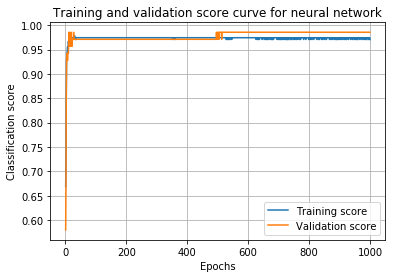 Training and validation score curve for neural network
1.00
0.95
0.90
0.85
0.80
0.75
0.70
0.65
0.60
Classification score
Training score
Validation score
0 200 400 600 800 1000
Epochs